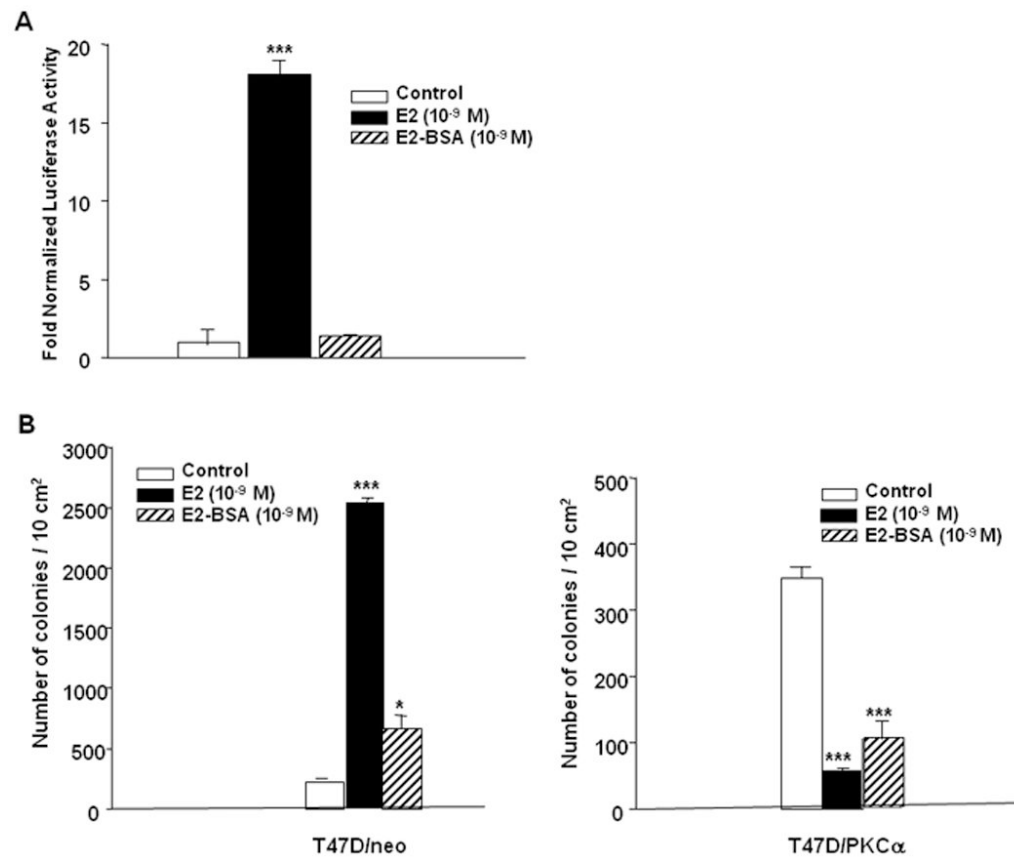 A
Fold Normalized Luciferase Activity
20
15
10
5
0
***
Control
E2 (10⁻⁹ M)
E2-BSA (10⁻⁹ M)
B
Number of colonies / 10 cm²
3000
2500
2000
1500
1000
500
0
Control
E2 (10⁻⁹ M)
E2-BSA (10⁻⁹ M)
***
*
T47D/neo
Number of colonies / 10 cm²
500
400
300
200
100
0
Control
E2 (10⁻⁹ M)
E2-BSA (10⁻⁹ M)
***
***
T47D/PKCα